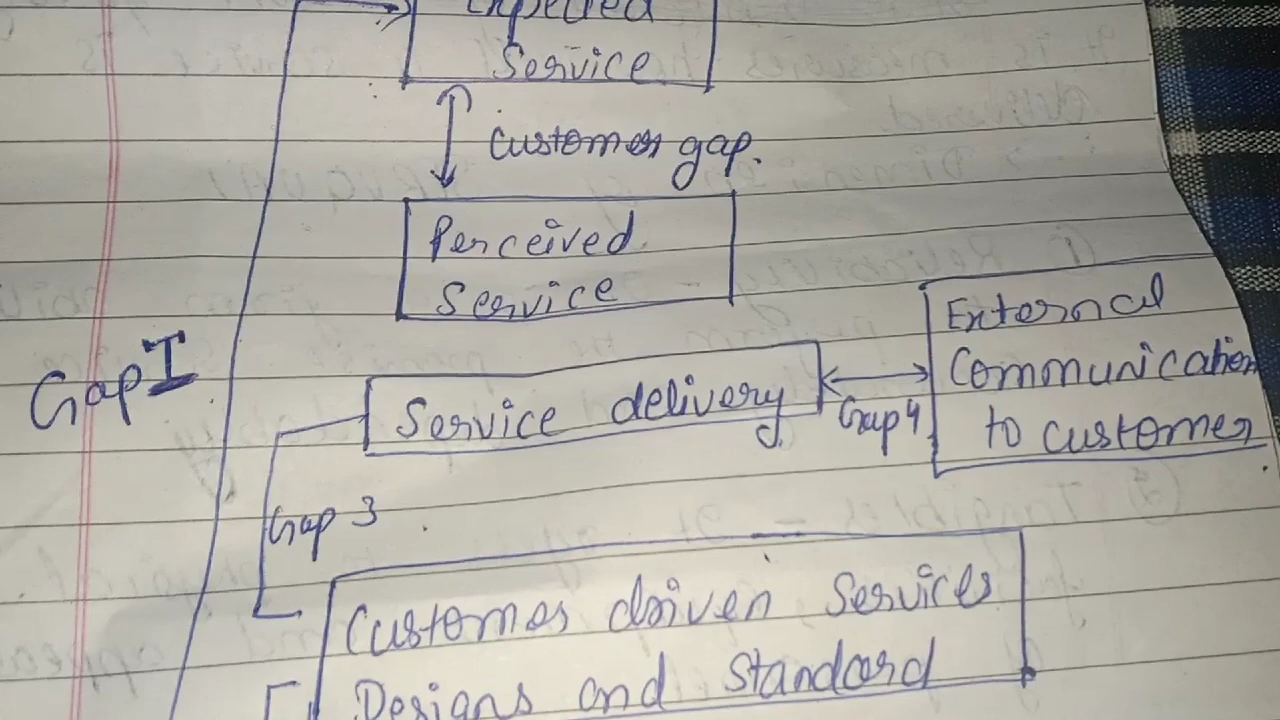 Expected
Service
Customer gap.
Perceived
Service
External
Communication
to customer
Gap I
Service delivery
Gap 4
Gap 3
Customer driven Services
Designs and standard